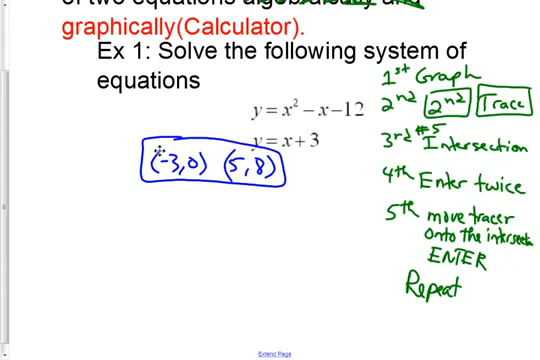 of two equations algebraically and
graphically(Calculator).
Ex 1: Solve the following system of
equations
y = x² − x − 12
y = x + 3
(-3,0) (5,8)
1st Graph
2nd 2nd Trace
3rd #5 Intersection
4th Enter twice
5th move tracer
onto the intersect
ENTER
Repeat
Extend Page